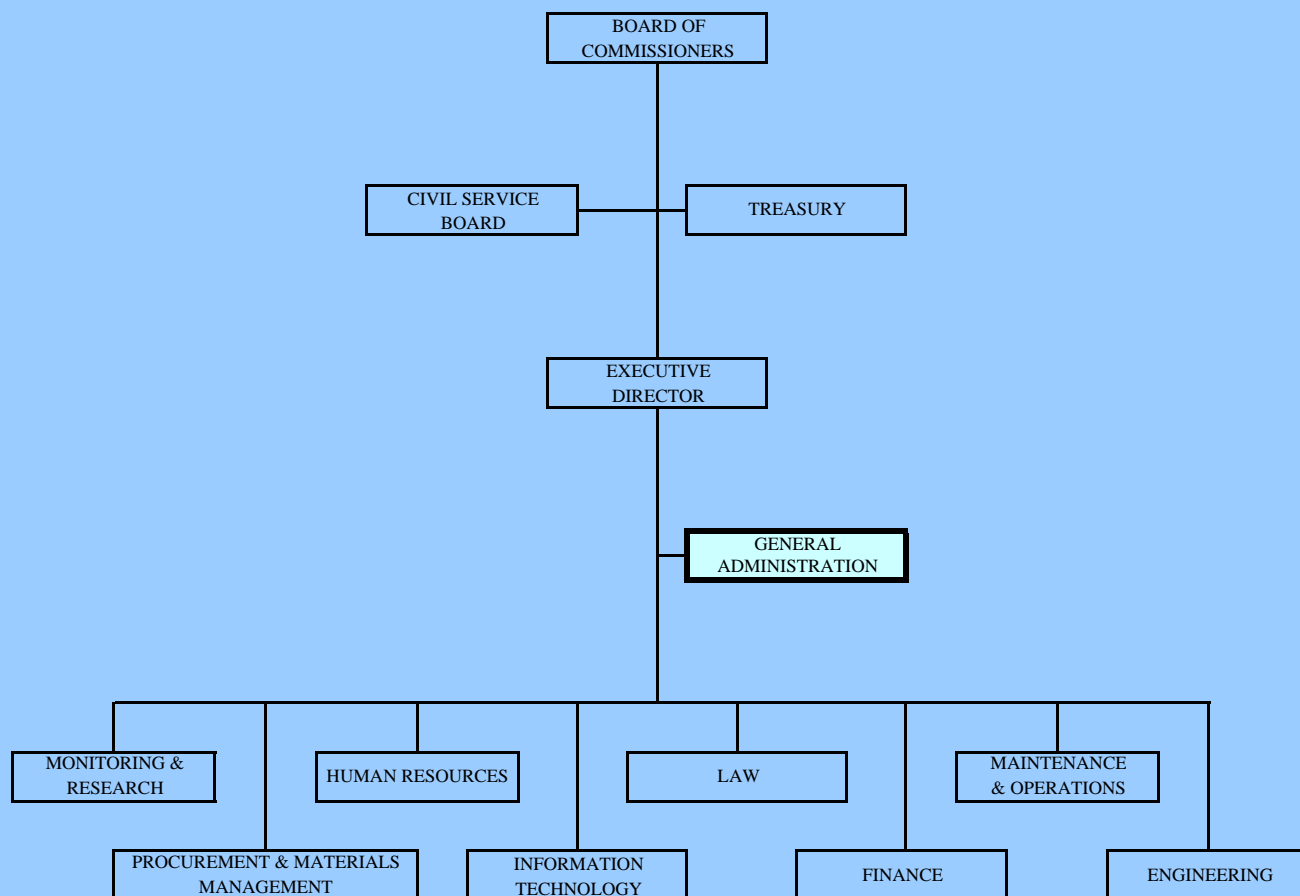 BOARD OF
COMMISSIONERS
CIVIL SERVICE
BOARD
TREASURY
EXECUTIVE
DIRECTOR
GENERAL
ADMINISTRATION
MONITORING &
RESEARCH
HUMAN RESOURCES
LAW
MAINTENANCE
& OPERATIONS
PROCUREMENT & MATERIALS
MANAGEMENT
INFORMATION
TECHNOLOGY
FINANCE
ENGINEERING